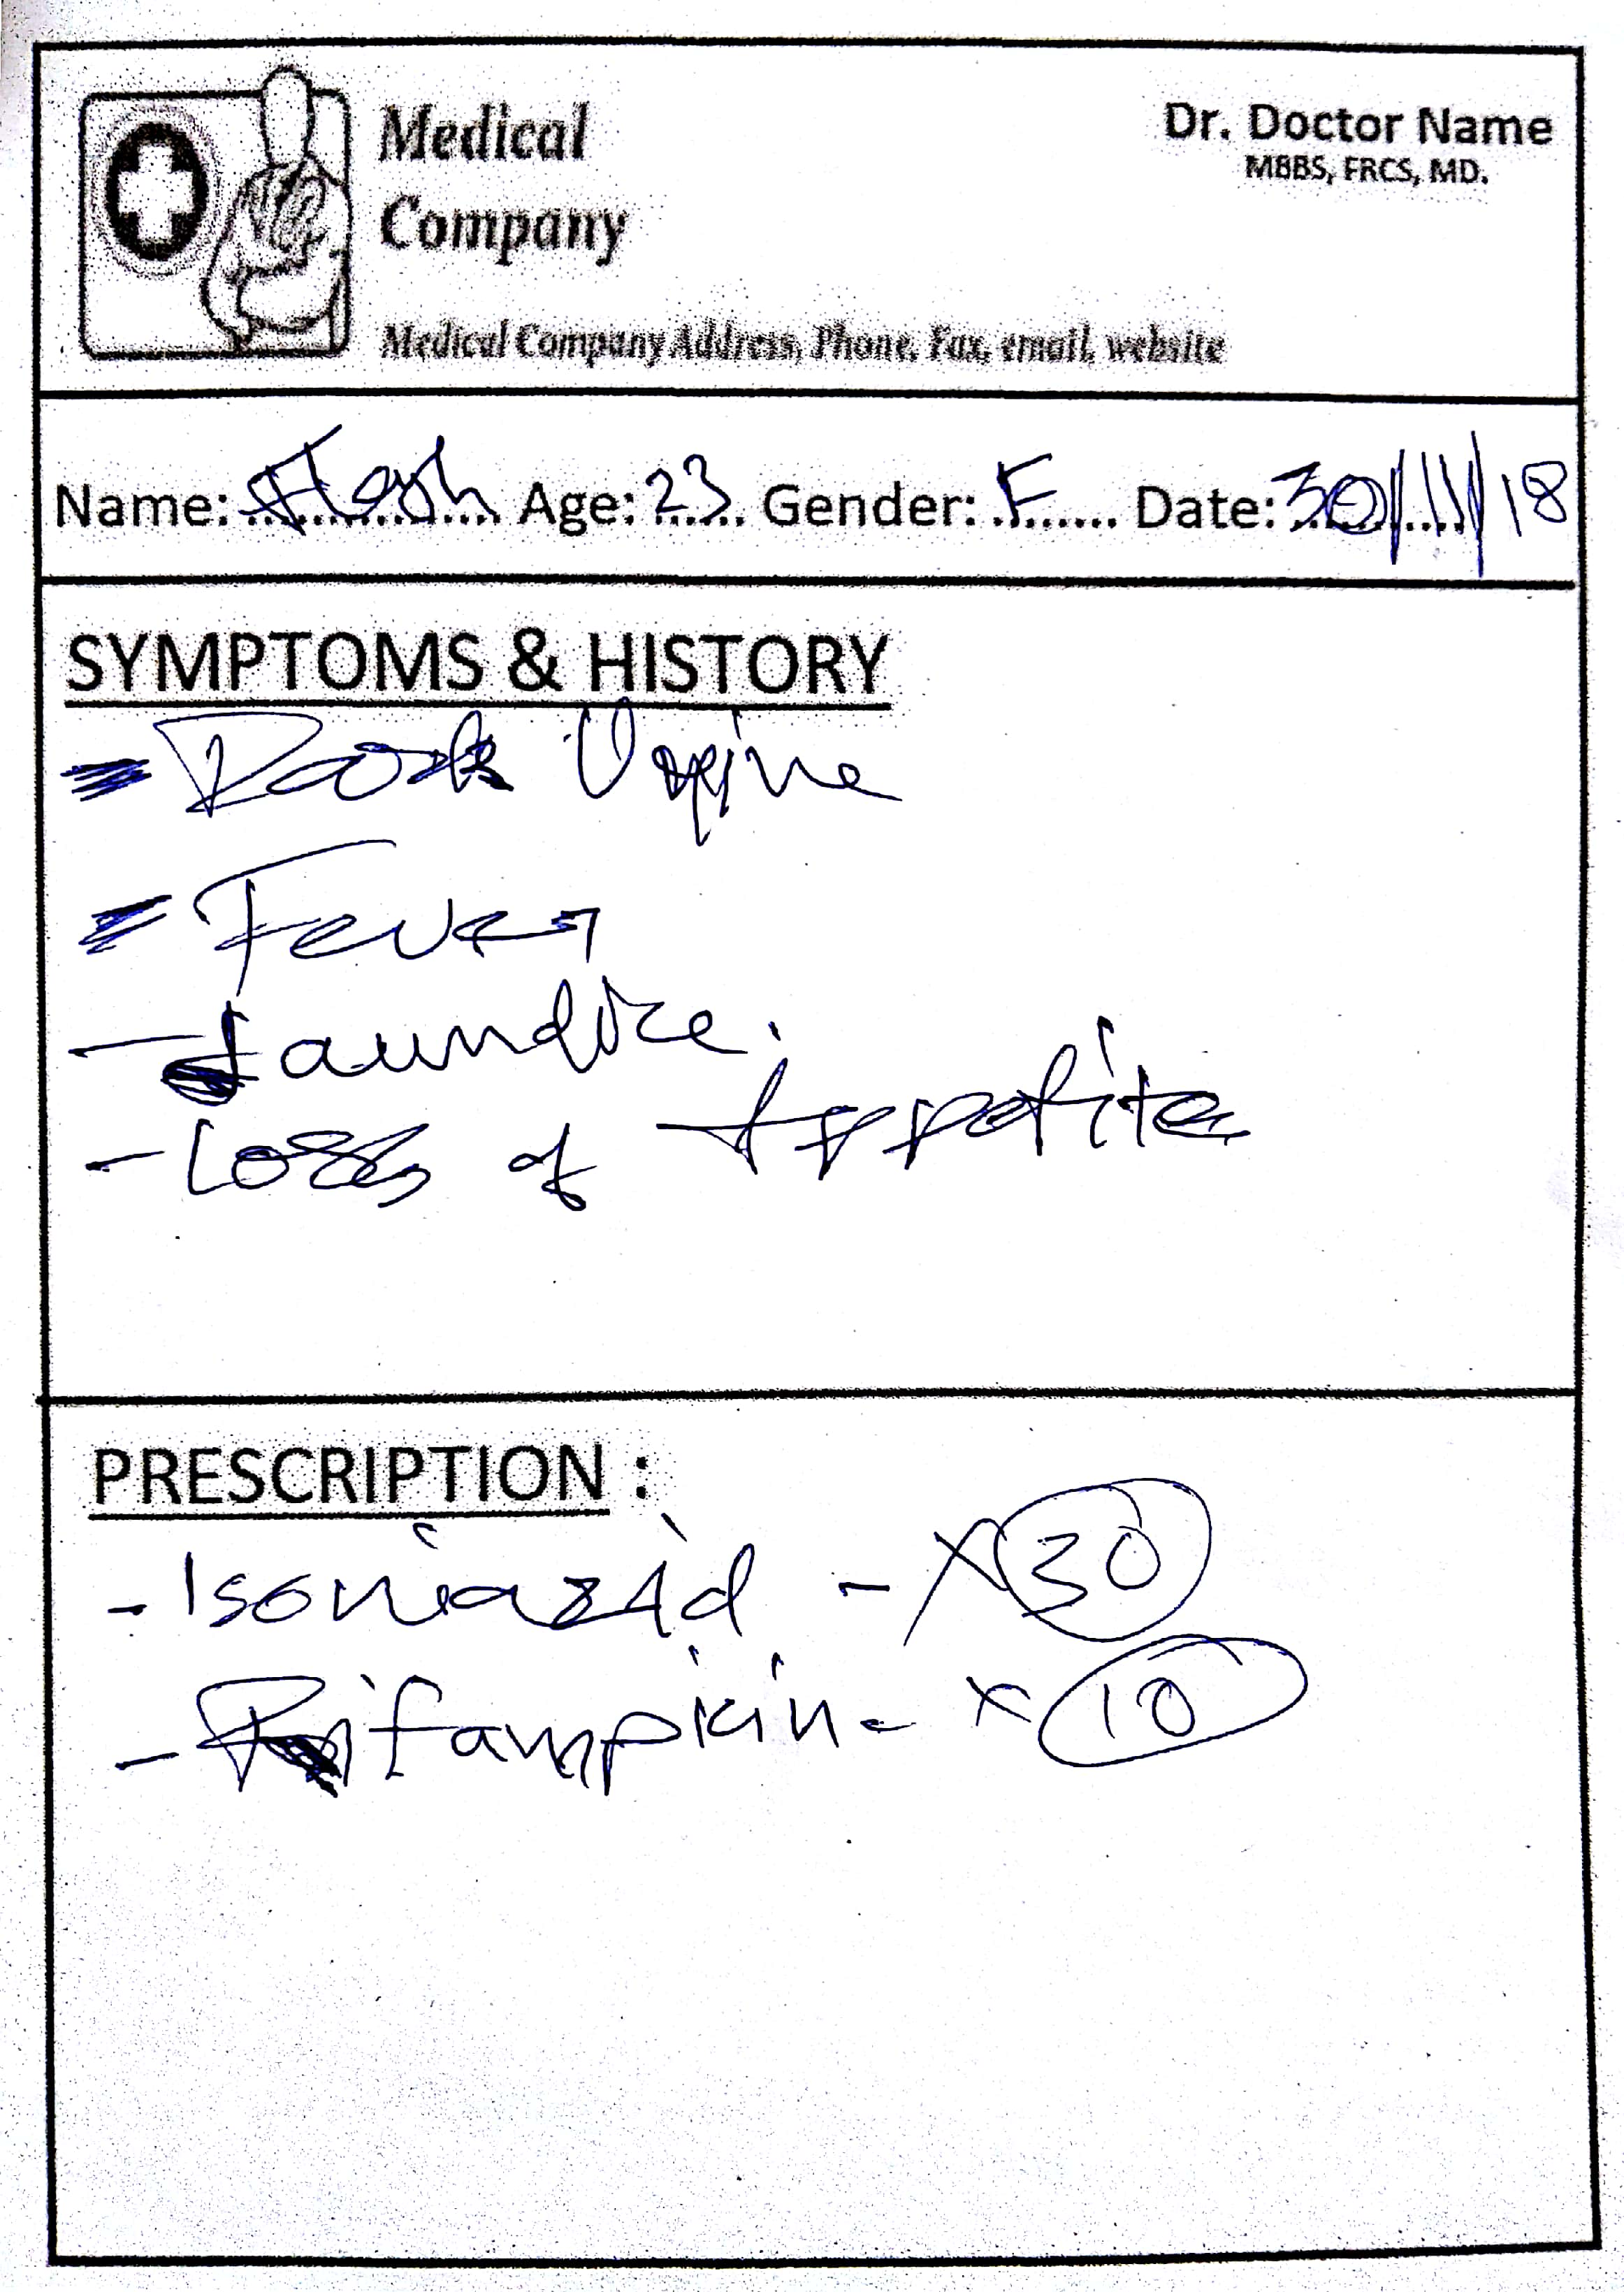 Medical
Company
Dr. Doctor Name
MBBS, FRCS, MD.
Medical Company Address, Phone, Fax, email, website
Name: Age: 23 Gender: F Date: 30/11/18
SYMPTOMS & HISTORY
- Dark Urine
- Fever
- Jaundice.
- Loss of Appetite
PRESCRIPTION :
- Isoniazid - x 30
- Rifampicin - x 10